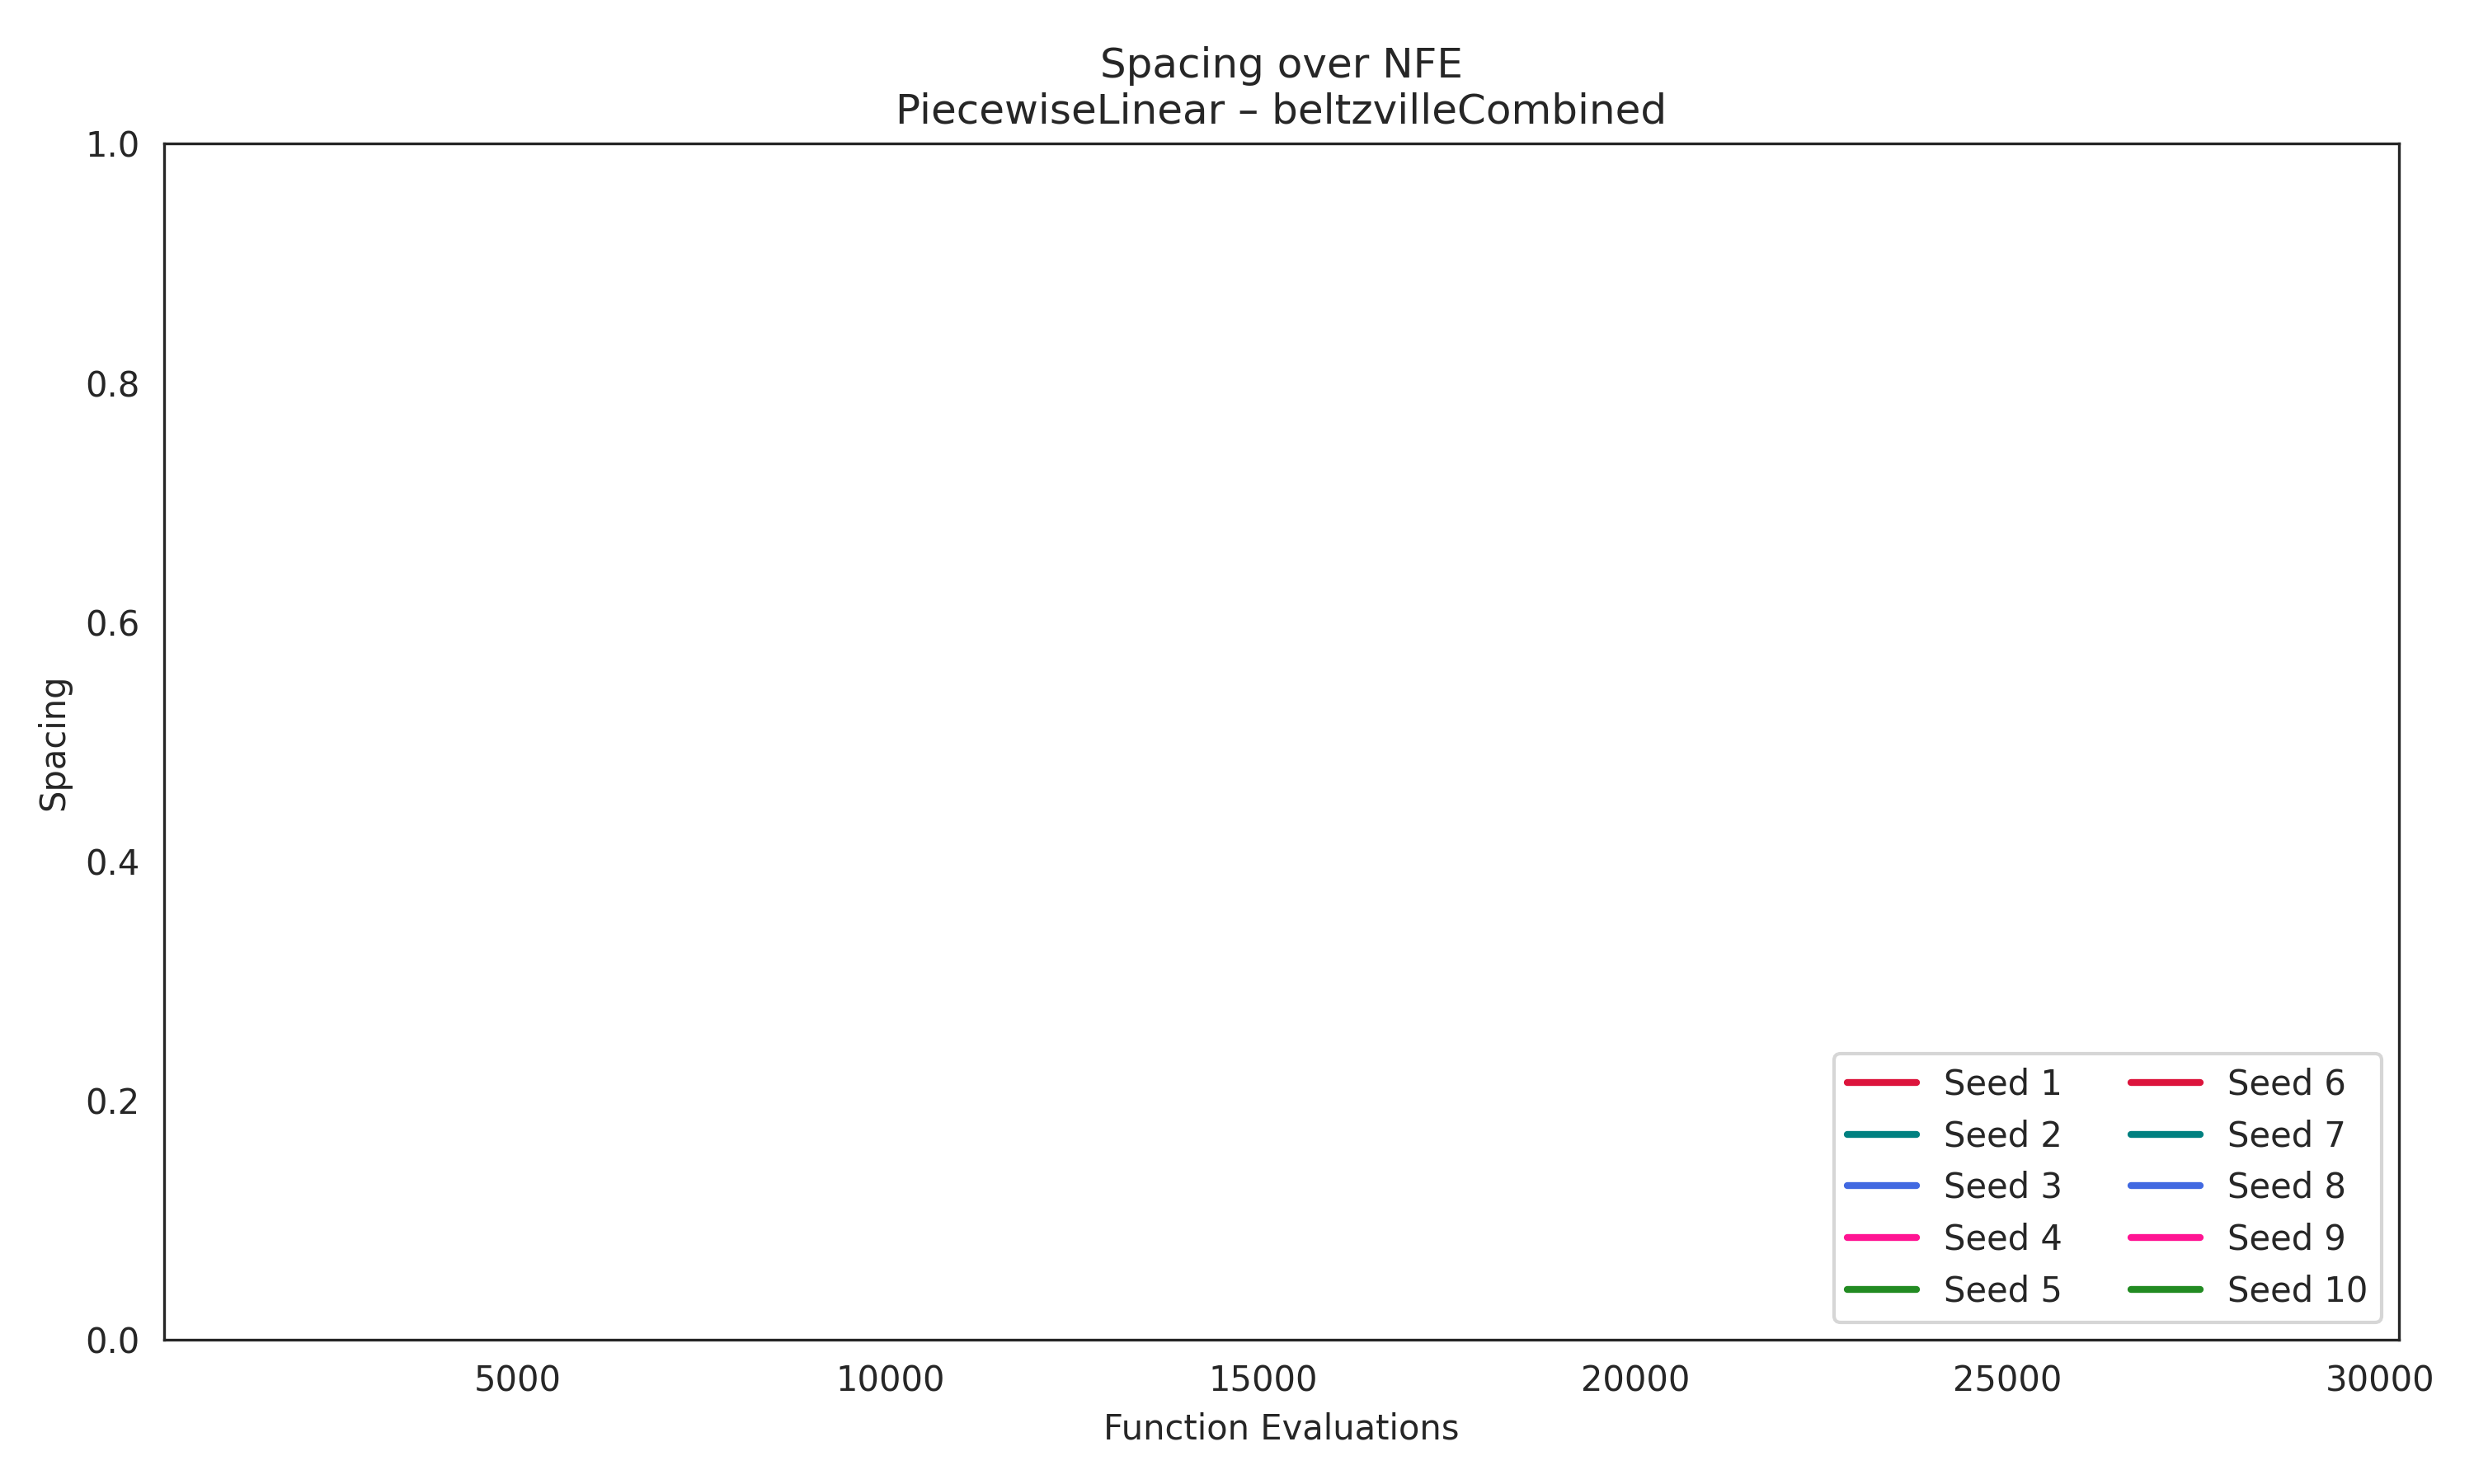 Spacing over NFE
PiecewiseLinear – beltzvilleCombined
1.0
0.8
0.6
0.4
0.2
0.0
Spacing
5000 10000 15000 20000 25000 30000
Function Evaluations
Seed 1
Seed 2
Seed 3
Seed 4
Seed 5
Seed 6
Seed 7
Seed 8
Seed 9
Seed 10